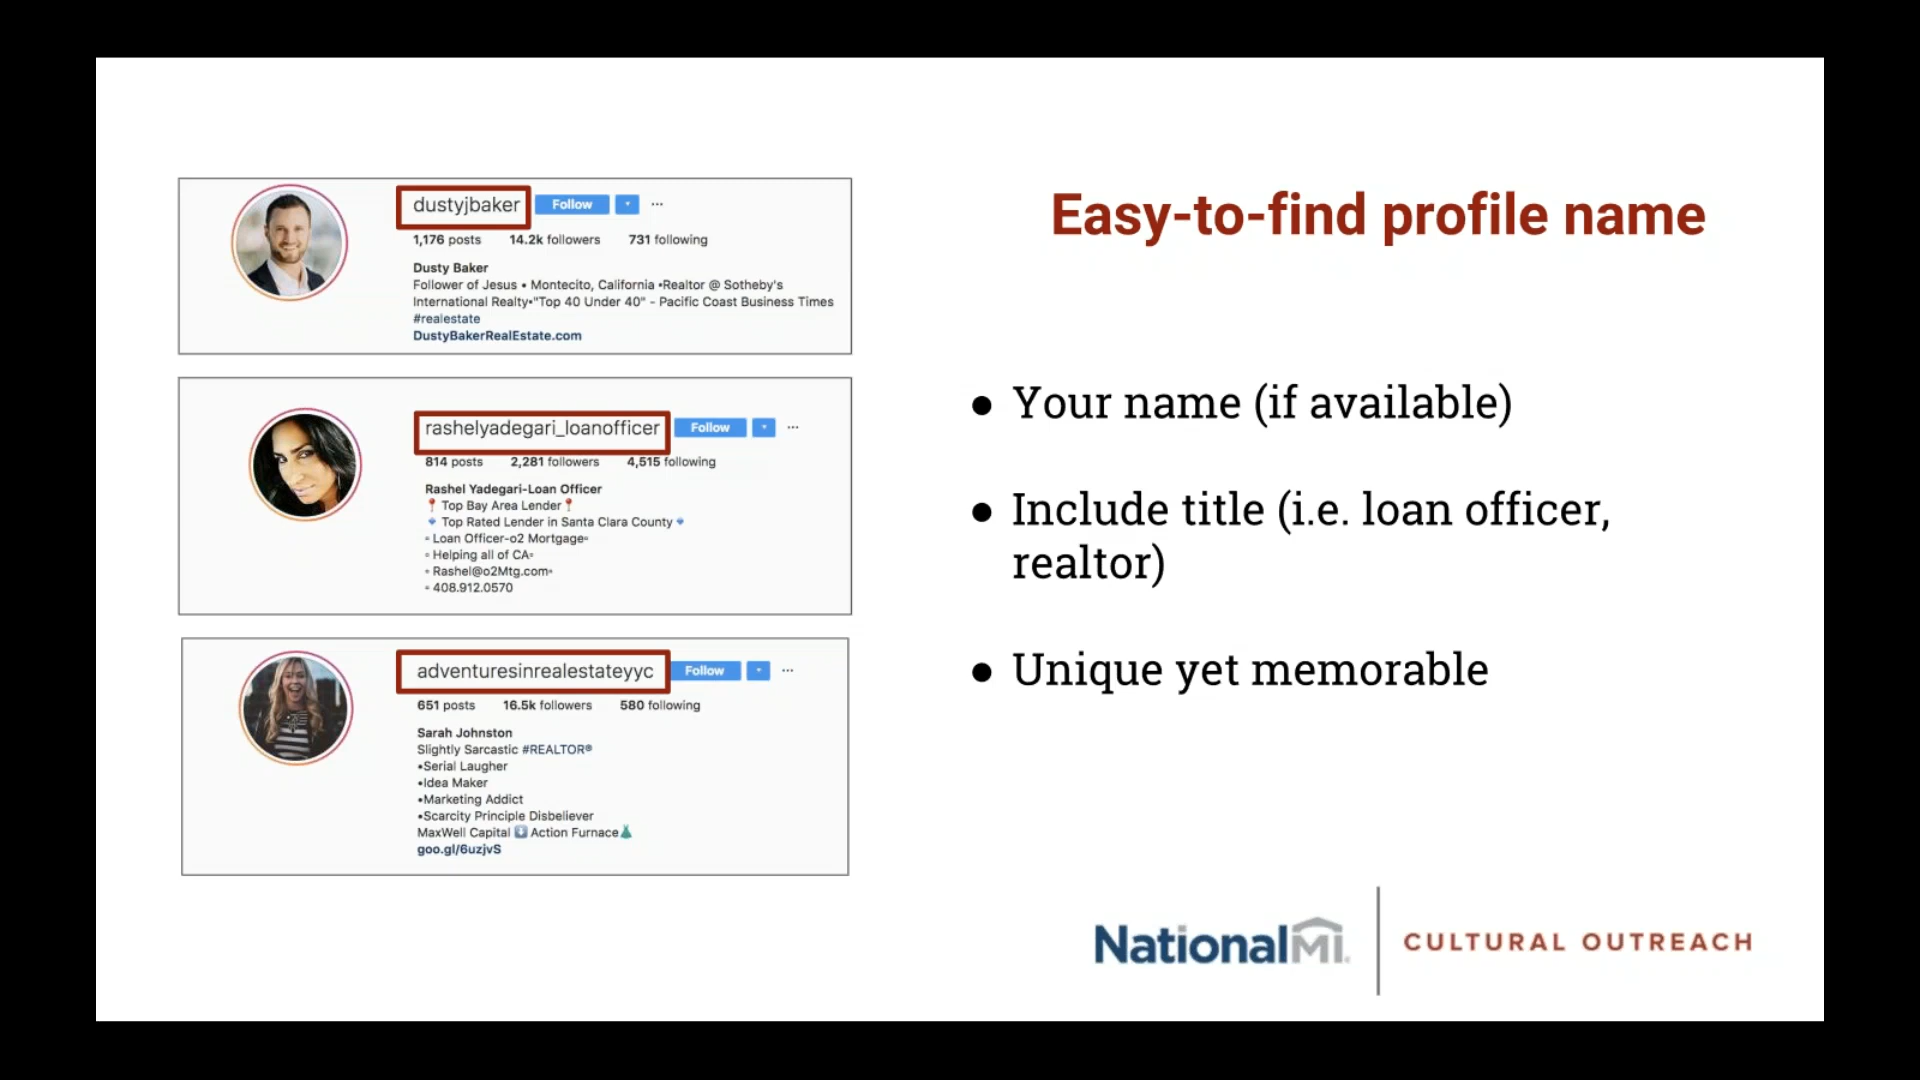 dustyjbaker Follow ...
1,176 posts 14.2k followers 731 following
Dusty Baker
Follower of Jesus • Montecito, California •Realtor @ Sotheby's
International Realty•"Top 40 Under 40" - Pacific Coast Business Times
#realestate
DustyBakerRealEstate.com
rashelyadegari_loanofficer Follow ...
814 posts 2,281 followers 4,515 following
Rashel Yadegari-Loan Officer
📍Top Bay Area Lender📍
🔹Top Rated Lender in Santa Clara County🔹
▫Loan Officer-o2 Mortgage▫
▫Helping all of CA▫
▫Rashel@o2Mtg.com▫
▫408.912.0570
adventuresinrealestateyyc Follow ...
651 posts 16.5k followers 580 following
Sarah Johnston
Slightly Sarcastic #REALTOR®
•Serial Laugher
•Idea Maker
•Marketing Addict
•Scarcity Principle Disbeliever
MaxWell Capital ⬇️ Action Furnace👗
goo.gl/6uzjvS
Easy-to-find profile name
● Your name (if available)
● Include title (i.e. loan officer,
realtor)
● Unique yet memorable
NationalMI. CULTURAL OUTREACH